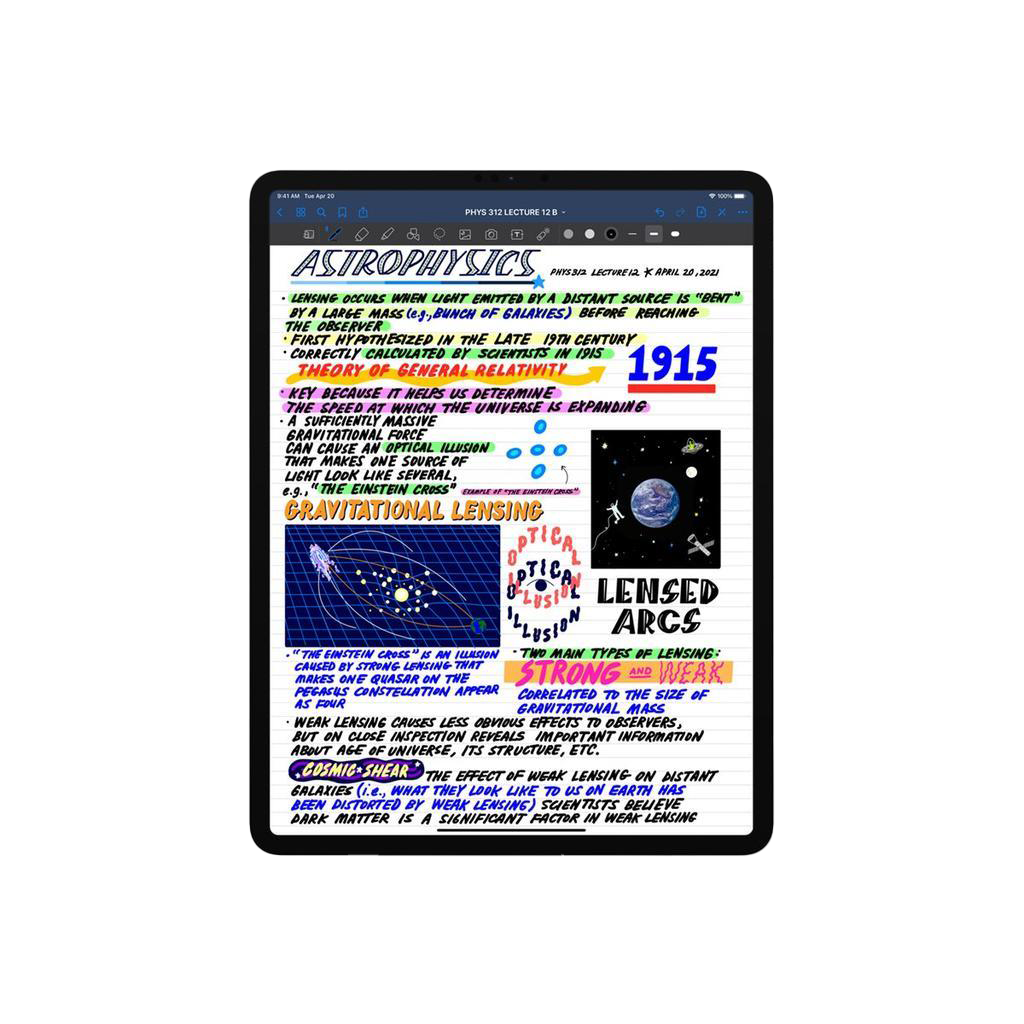 9:41 AM Tue Apr 20
100%
PHYS 312 LECTURE 12 B
ASTROPHYSICS
PHYS 312 LECTURE 12 ★ APRIL 20, 2021
· LENSING OCCURS WHEN LIGHT EMITTED BY A DISTANT SOURCE IS "BENT"
BY A LARGE MASS (e.g., BUNCH OF GALAXIES) BEFORE REACHING
THE OBSERVER
· FIRST HYPOTHESIZED IN THE LATE 19TH CENTURY
· CORRECTLY CALCULATED BY SCIENTISTS IN 1915
THEORY OF GENERAL RELATIVITY
1915
· KEY BECAUSE IT HELPS US DETERMINE
THE SPEED AT WHICH THE UNIVERSE IS EXPANDING
· A SUFFICIENTLY MASSIVE
GRAVITATIONAL FORCE
CAN CAUSE AN OPTICAL ILLUSION
THAT MAKES ONE SOURCE OF
LIGHT LOOK LIKE SEVERAL,
e.g., "THE EINSTEIN CROSS"
EXAMPLE OF "THE EINSTEIN CROSS"
GRAVITATIONAL LENSING
OPTICAL
OPTICAL
ILLUSION
ILLUSION
LENSED
ARCS
· "THE EINSTEIN CROSS" IS AN ILLUSION
CAUSED BY STRONG LENSING THAT
MAKES ONE QUASAR ON THE
PEGASUS CONSTELLATION APPEAR
AS FOUR
· TWO MAIN TYPES OF LENSING:
STRONG AND WEAK
CORRELATED TO THE SIZE OF
GRAVITATIONAL MASS
· WEAK LENSING CAUSES LESS OBVIOUS EFFECTS TO OBSERVERS,
BUT ON CLOSE INSPECTION REVEALS IMPORTANT INFORMATION
ABOUT AGE OF UNIVERSE, ITS STRUCTURE, ETC.
COSMIC SHEAR THE EFFECT OF WEAK LENSING ON DISTANT
GALAXIES (i.e., WHAT THEY LOOK LIKE TO US ON EARTH HAS
BEEN DISTORTED BY WEAK LENSING) SCIENTISTS BELIEVE
DARK MATTER IS A SIGNIFICANT FACTOR IN WEAK LENSING